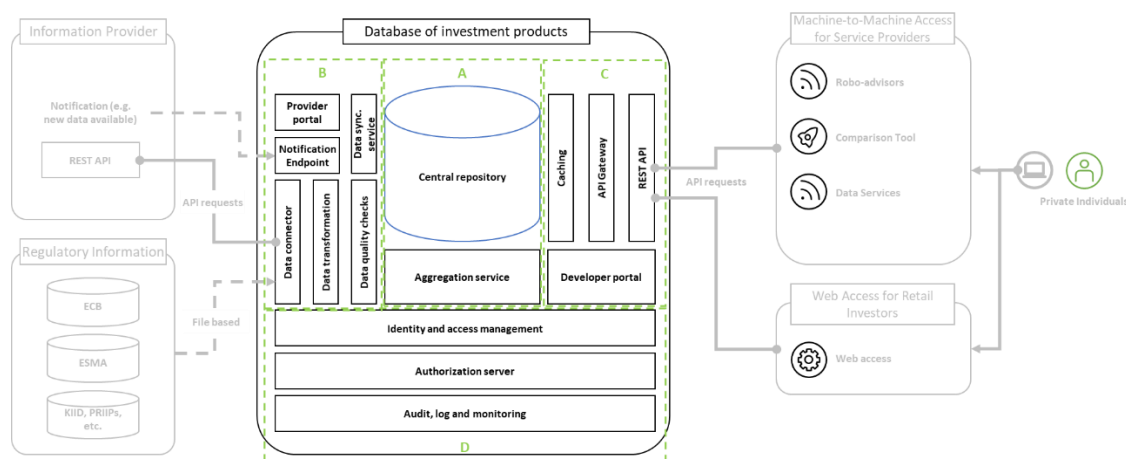 Information Provider
Notification (e.g.
new data available)
REST API
API requests
Regulatory Information
ECB
ESMA
KIID, PRIIPs,
etc.
File based
Database of investment products
B
A
C
Provider
portal
Notification
Endpoint
Data sync.
service
Data connector
Data transformation
Data quality checks
Central repository
Aggregation service
Caching
API Gateway
REST API
Developer portal
Identity and access management
Authorization server
Audit, log and monitoring
D
API requests
Machine-to-Machine Access
for Service Providers
Robo-advisors
Comparison Tool
Data Services
Web Access for Retail
Investors
Web access
Private Individuals